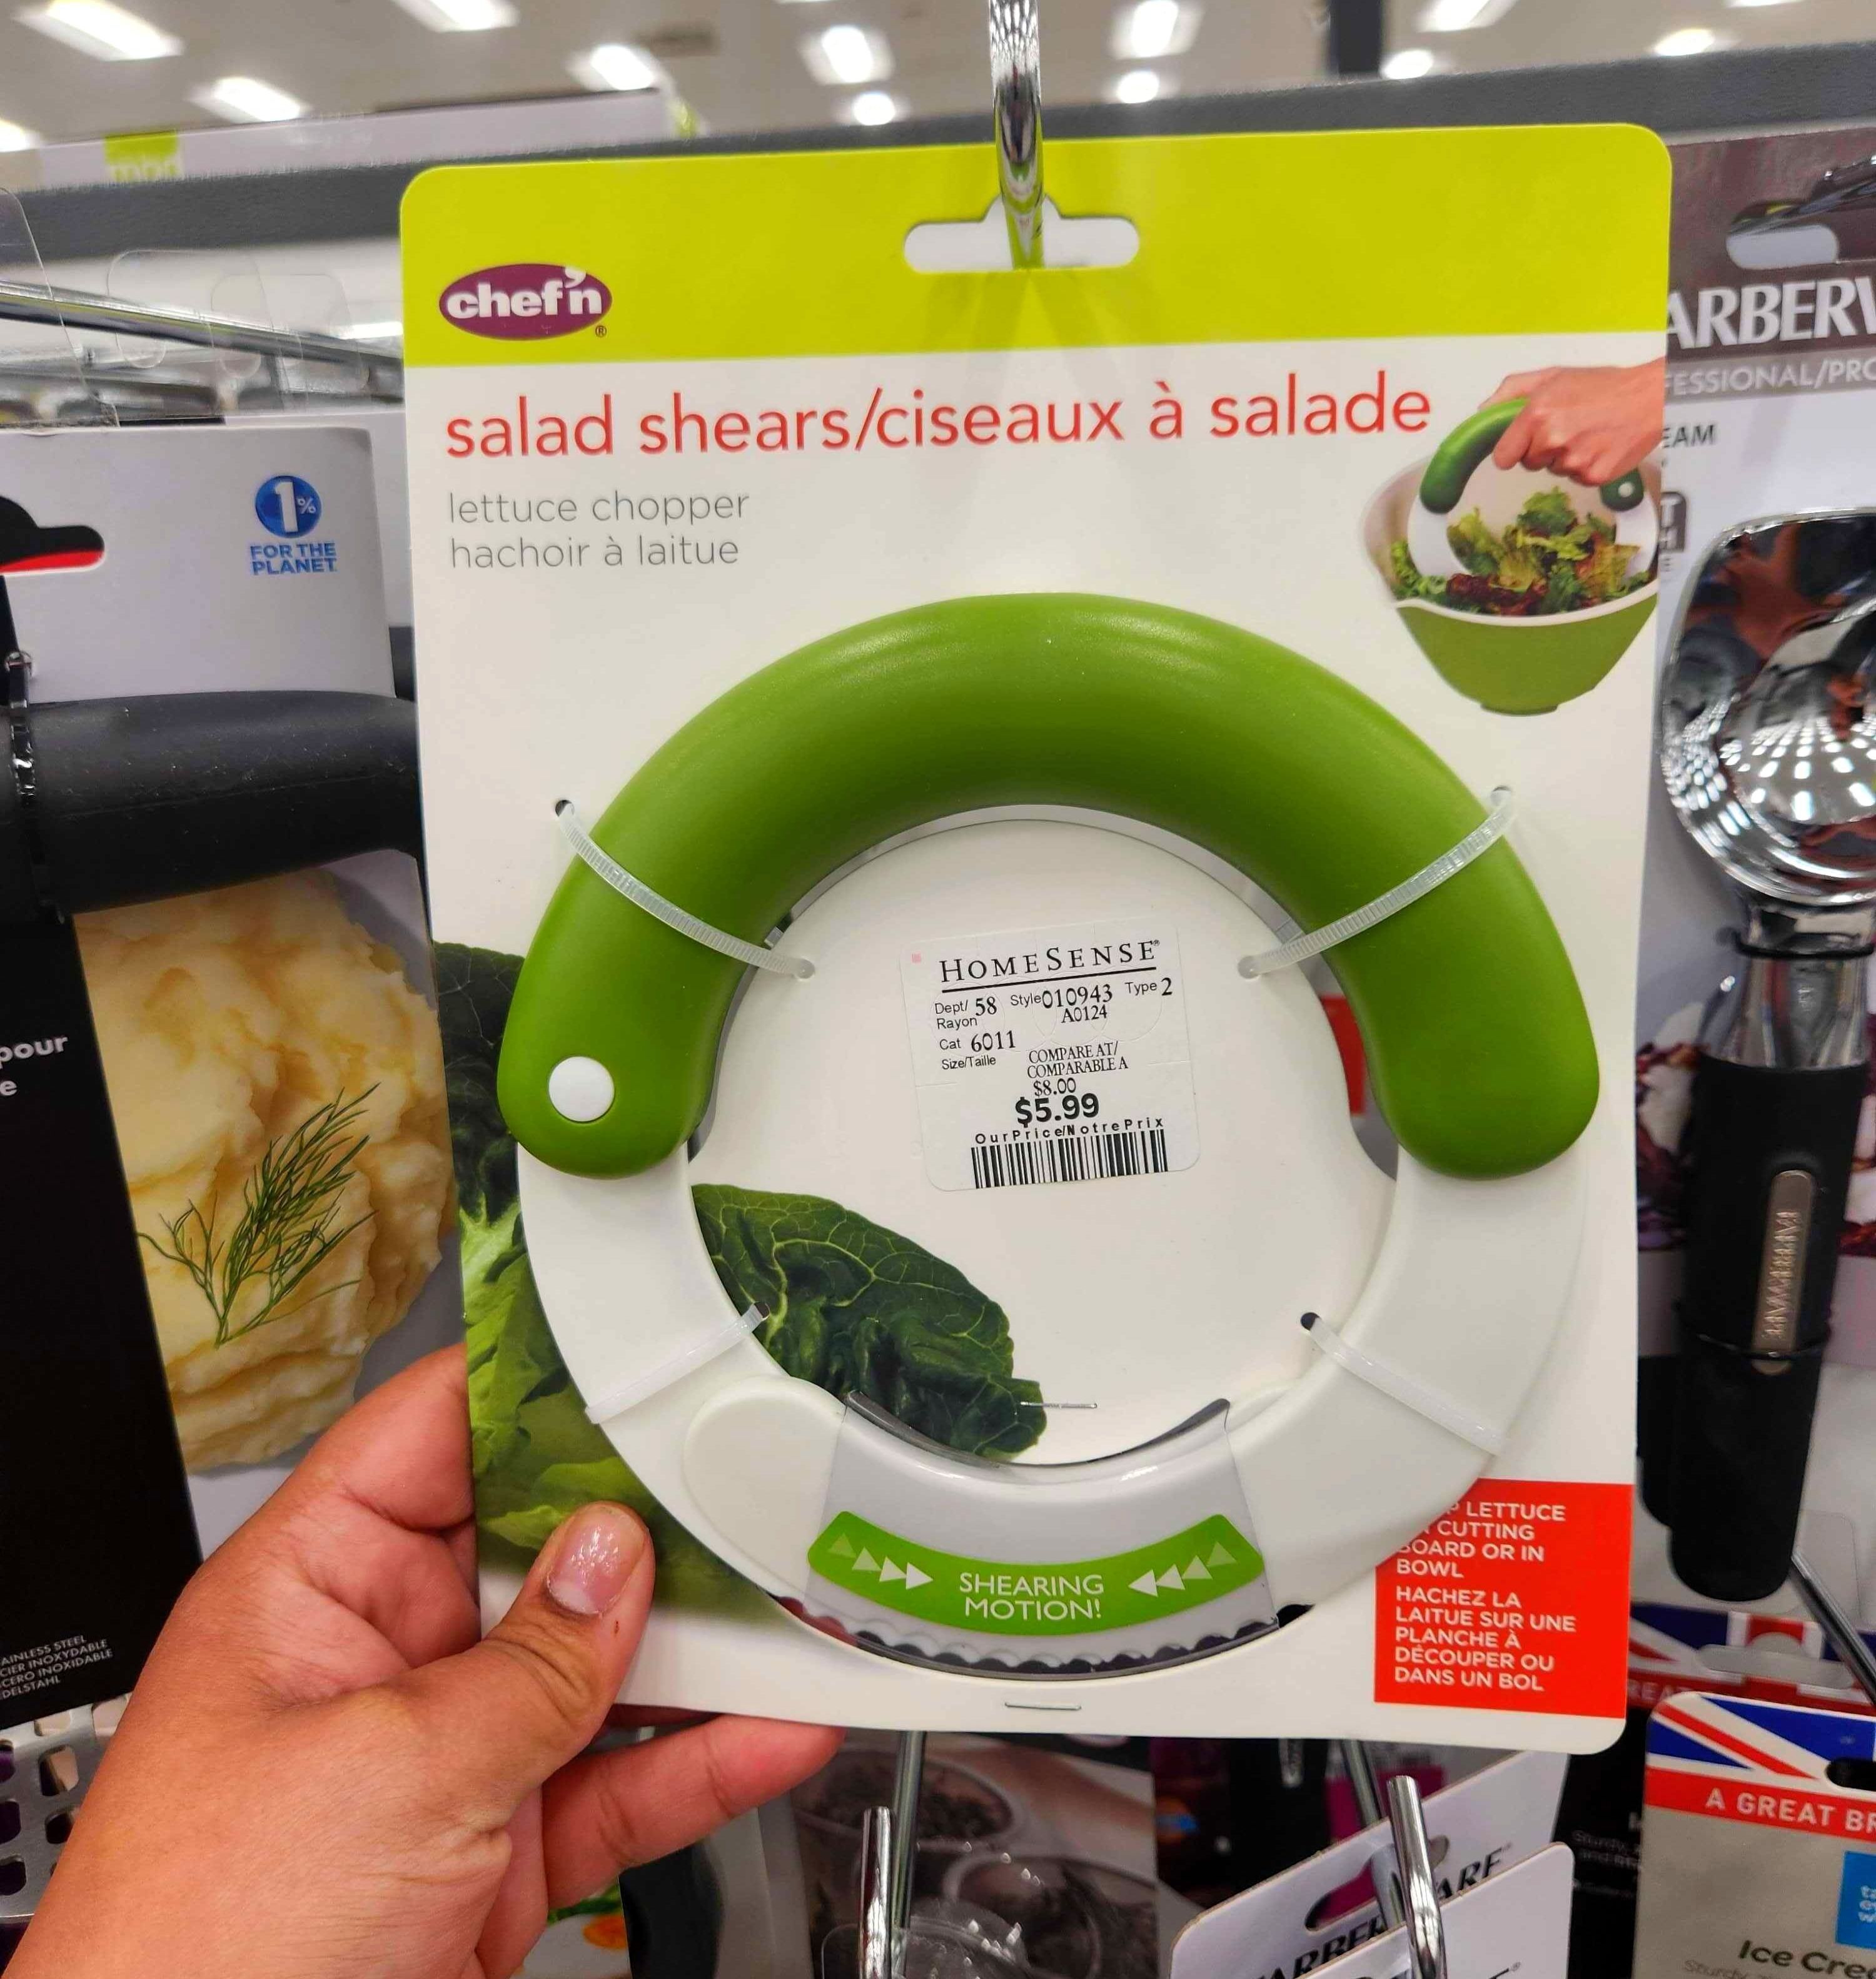 chef'n®
salad shears/ciseaux à salade
lettuce chopper
hachoir à laitue
1%
FOR THE
PLANET
HOMESENSE®
Dept/ 58 Style 010943 Type 2
Rayon A0124
Cat 6011
Size/Taille COMPARE AT/
COMPARABLE A
$8.00
$5.99
OurPrice/NotrePrix
SHEARING
MOTION!
LETTUCE
CUTTING
BOARD OR IN
BOWL
HACHEZ LA
LAITUE SUR UNE
PLANCHE À
DÉCOUPER OU
DANS UN BOL
pour
A GREAT
Ice